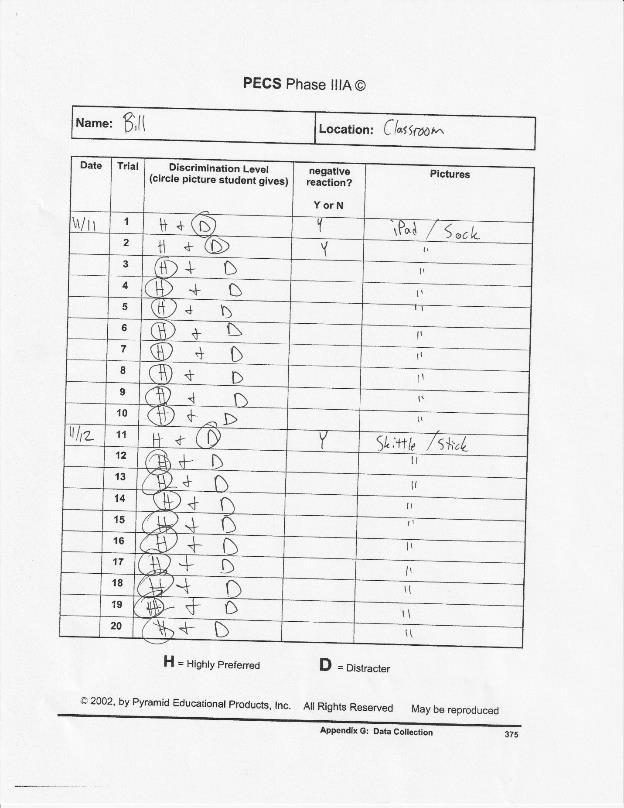 PECS Phase IIIA ©
Name: Bill Location: Classroom
Date Trial Discrimination Level (circle picture student gives) negative reaction? Y or N Pictures
11/11 1 H + D Y iPad / Sock
2 H + D Y "
3 H + D "
4 H + D "
5 H + D "
6 H + D "
7 H + D "
8 H + D "
9 H + D "
10 H + D "
11/12 11 H + D Y Skittle / Stick
12 H + D "
13 H + D "
14 H + D "
15 H + D "
16 H + D "
17 H + D "
18 H + D "
19 H + D "
20 H + D "
H = Highly Preferred D = Distracter
© 2002, by Pyramid Educational Products, Inc. All Rights Reserved May be reproduced
Appendix G: Data Collection 375